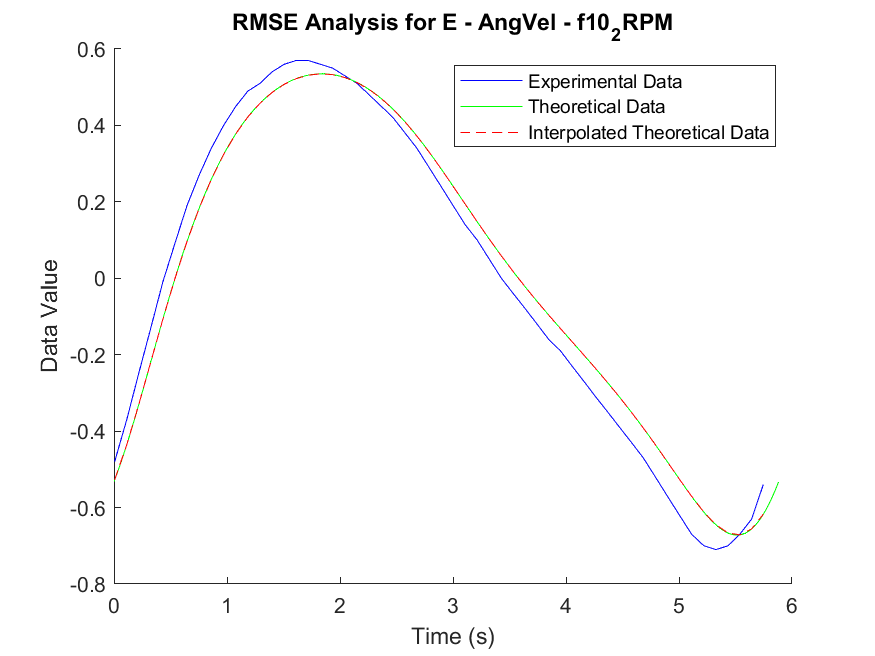 RMSE Analysis for E - AngVel - f10₂RPM
Experimental Data
Theoretical Data
Interpolated Theoretical Data
0.6
0.4
0.2
0
-0.2
-0.4
-0.6
-0.8
Data Value
0 1 2 3 4 5 6
Time (s)